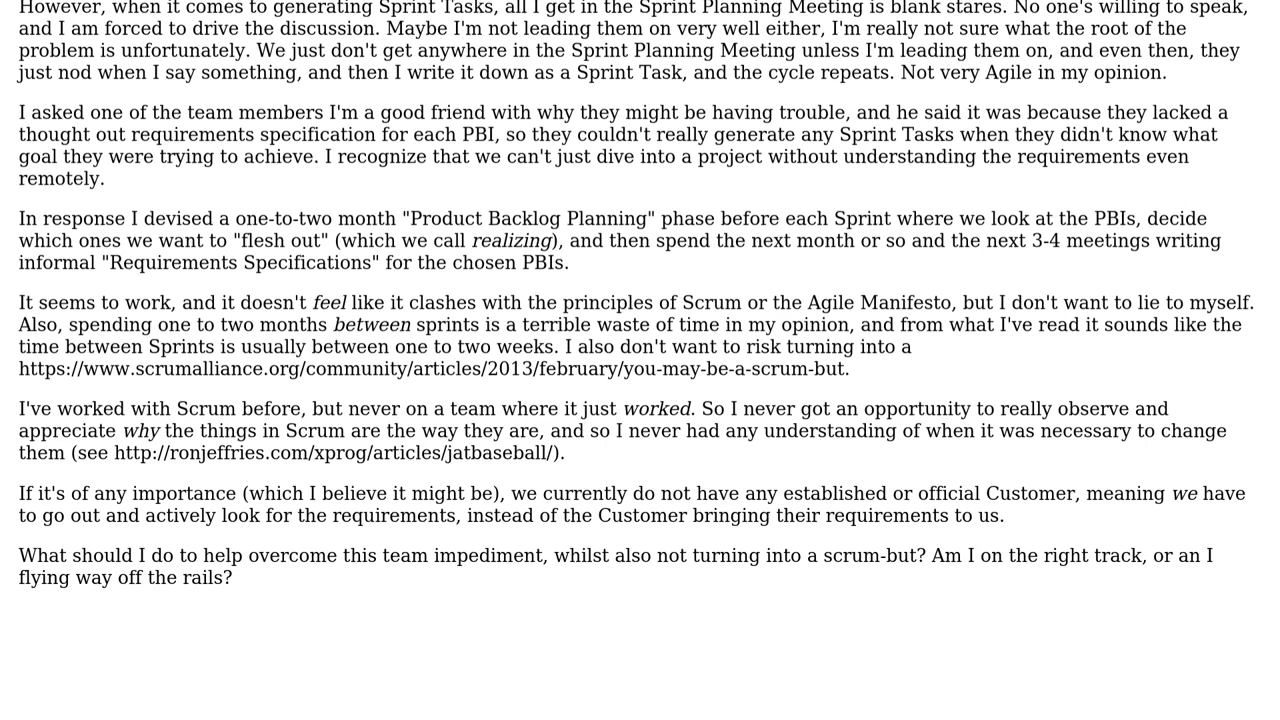 However, when it comes to generating Sprint Tasks, all I get in the Sprint Planning Meeting is blank stares. No one's willing to speak,
and I am forced to drive the discussion. Maybe I'm not leading them on very well either, I'm really not sure what the root of the
problem is unfortunately. We just don't get anywhere in the Sprint Planning Meeting unless I'm leading them on, and even then, they
just nod when I say something, and then I write it down as a Sprint Task, and the cycle repeats. Not very Agile in my opinion.
I asked one of the team members I'm a good friend with why they might be having trouble, and he said it was because they lacked a
thought out requirements specification for each PBI, so they couldn't really generate any Sprint Tasks when they didn't know what
goal they were trying to achieve. I recognize that we can't just dive into a project without understanding the requirements even
remotely.
In response I devised a one-to-two month "Product Backlog Planning" phase before each Sprint where we look at the PBIs, decide
which ones we want to "flesh out" (which we call realizing), and then spend the next month or so and the next 3-4 meetings writing
informal "Requirements Specifications" for the chosen PBIs.
It seems to work, and it doesn't feel like it clashes with the principles of Scrum or the Agile Manifesto, but I don't want to lie to myself.
Also, spending one to two months between sprints is a terrible waste of time in my opinion, and from what I've read it sounds like the
time between Sprints is usually between one to two weeks. I also don't want to risk turning into a
https://www.scrumalliance.org/community/articles/2013/february/you-may-be-a-scrum-but.
I've worked with Scrum before, but never on a team where it just worked. So I never got an opportunity to really observe and
appreciate why the things in Scrum are the way they are, and so I never had any understanding of when it was necessary to change
them (see http://ronjeffries.com/xprog/articles/jatbaseball/).
If it's of any importance (which I believe it might be), we currently do not have any established or official Customer, meaning we have
to go out and actively look for the requirements, instead of the Customer bringing their requirements to us.
What should I do to help overcome this team impediment, whilst also not turning into a scrum-but? Am I on the right track, or an I
flying way off the rails?